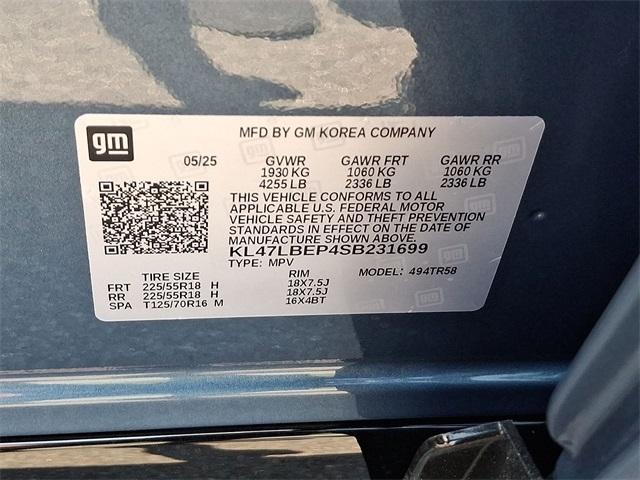 gm
MFD BY GM KOREA COMPANY
05/25 GVWR GAWR FRT GAWR RR
1930 KG 1060 KG 1060 KG
4255 LB 2336 LB 2336 LB
THIS VEHICLE CONFORMS TO ALL
APPLICABLE U.S. FEDERAL MOTOR
VEHICLE SAFETY AND THEFT PREVENTION
STANDARDS IN EFFECT ON THE DATE OF
MANUFACTURE SHOWN ABOVE.
KL47LBEP4SB231699
TYPE: MPV MODEL: 494TR58
TIRE SIZE RIM
FRT 225/55R18 H 18X7.5J
RR 225/55R18 H 18X7.5J
SPA T125/70R16 M 16X4BT